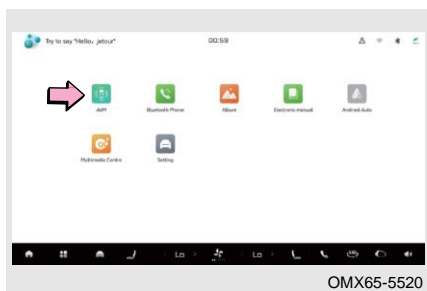 Try to say "Hello, jetour"
00:59
AVM
Bluetooth Phone
Album
Electronic manual
Android Auto
Multimedia Centre
Setting
Lo
Lo
OMX65-5520